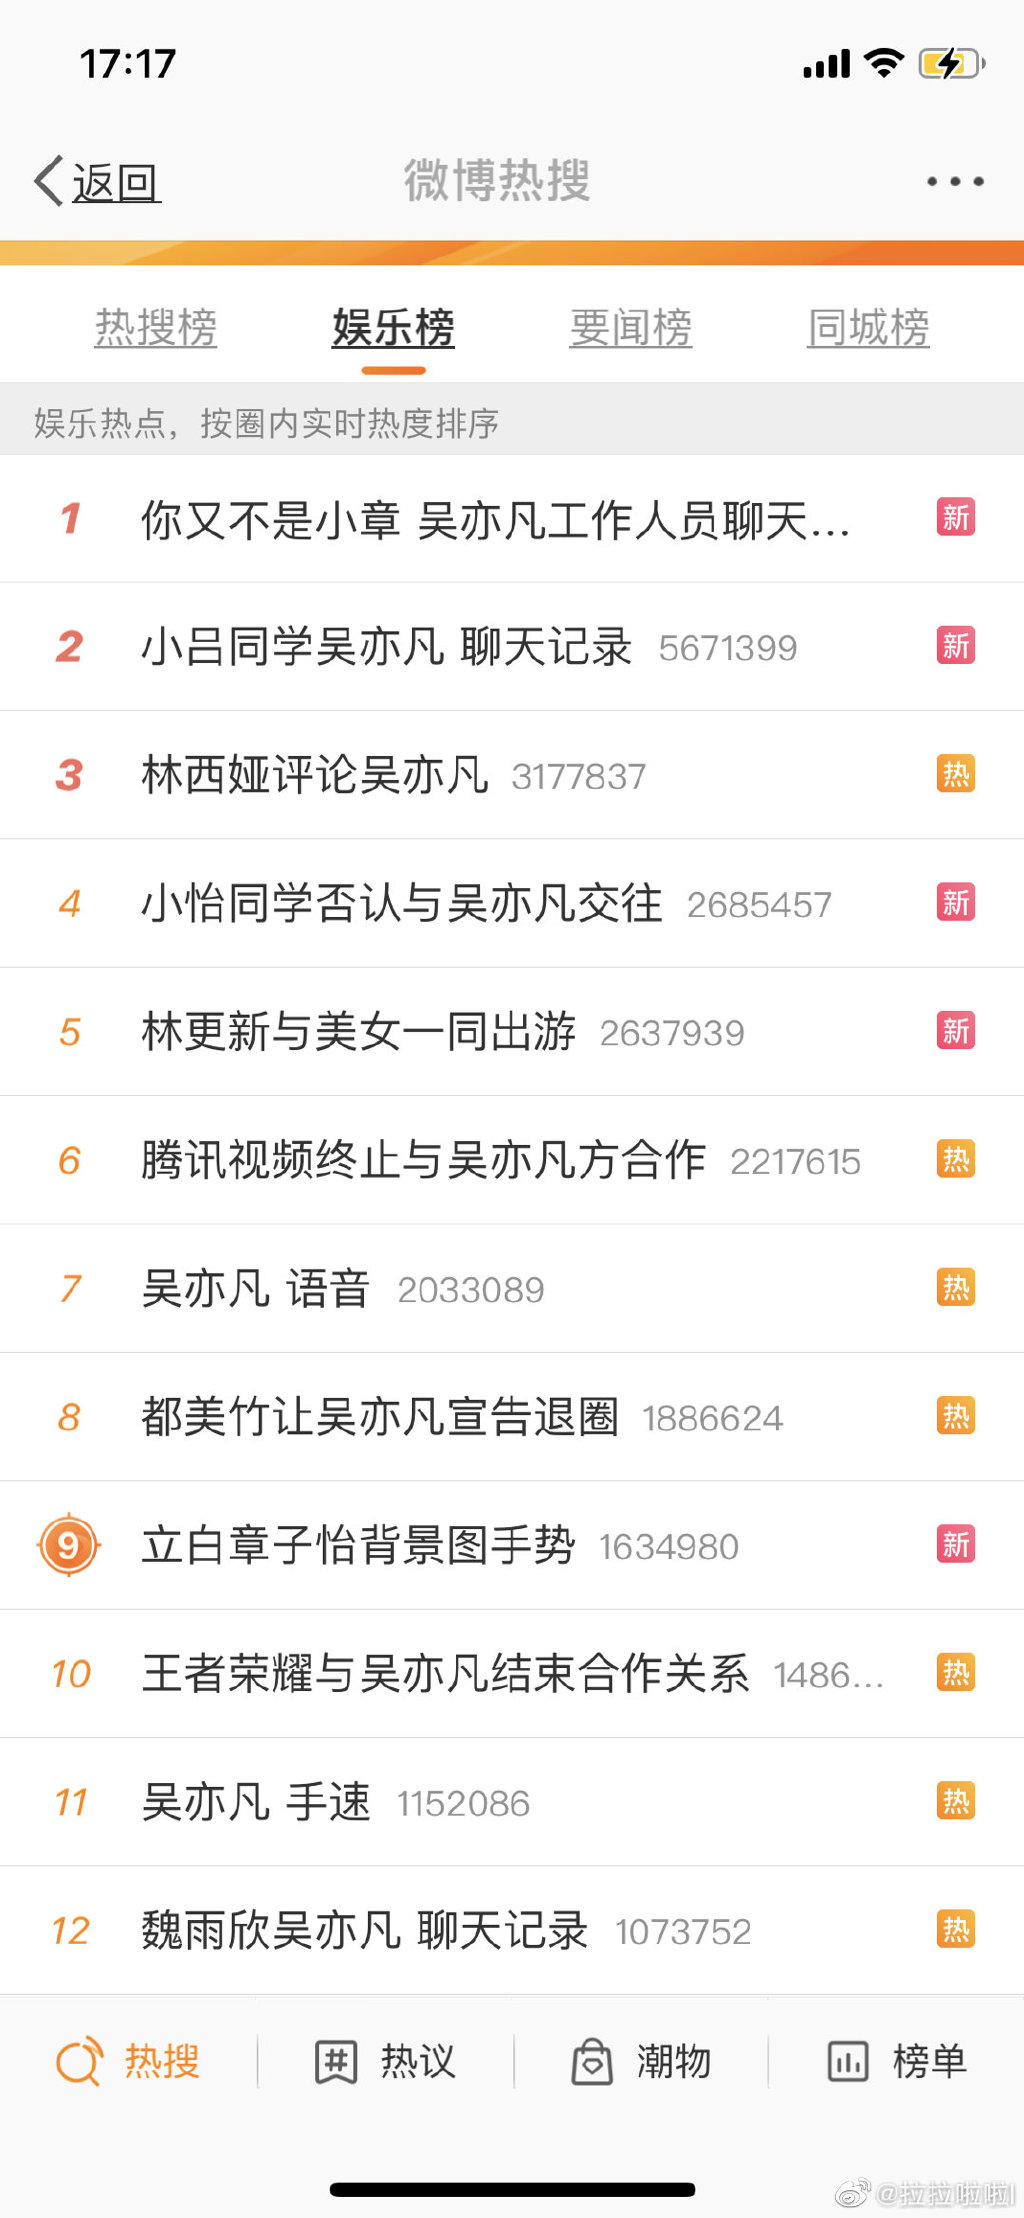 17:17
返回
微博热搜
热搜榜 娱乐榜 要闻榜 同城榜
娱乐热点，按圈内实时热度排序
1 你又不是小章 吴亦凡工作人员聊天... 新
2 小吕同学吴亦凡 聊天记录 5671399 新
3 林西娅评论吴亦凡 3177837 热
4 小怡同学否认与吴亦凡交往 2685457 新
5 林更新与美女一同出游 2637939 新
6 腾讯视频终止与吴亦凡方合作 2217615 热
7 吴亦凡 语音 2033089 热
8 都美竹让吴亦凡宣告退圈 1886624 热
9 立白章子怡背景图手势 1634980 新
10 王者荣耀与吴亦凡结束合作关系 1486... 热
11 吴亦凡 手速 1152086 热
12 魏雨欣吴亦凡 聊天记录 1073752 热
热搜 热议 潮物 榜单
@拉拉啦啦l